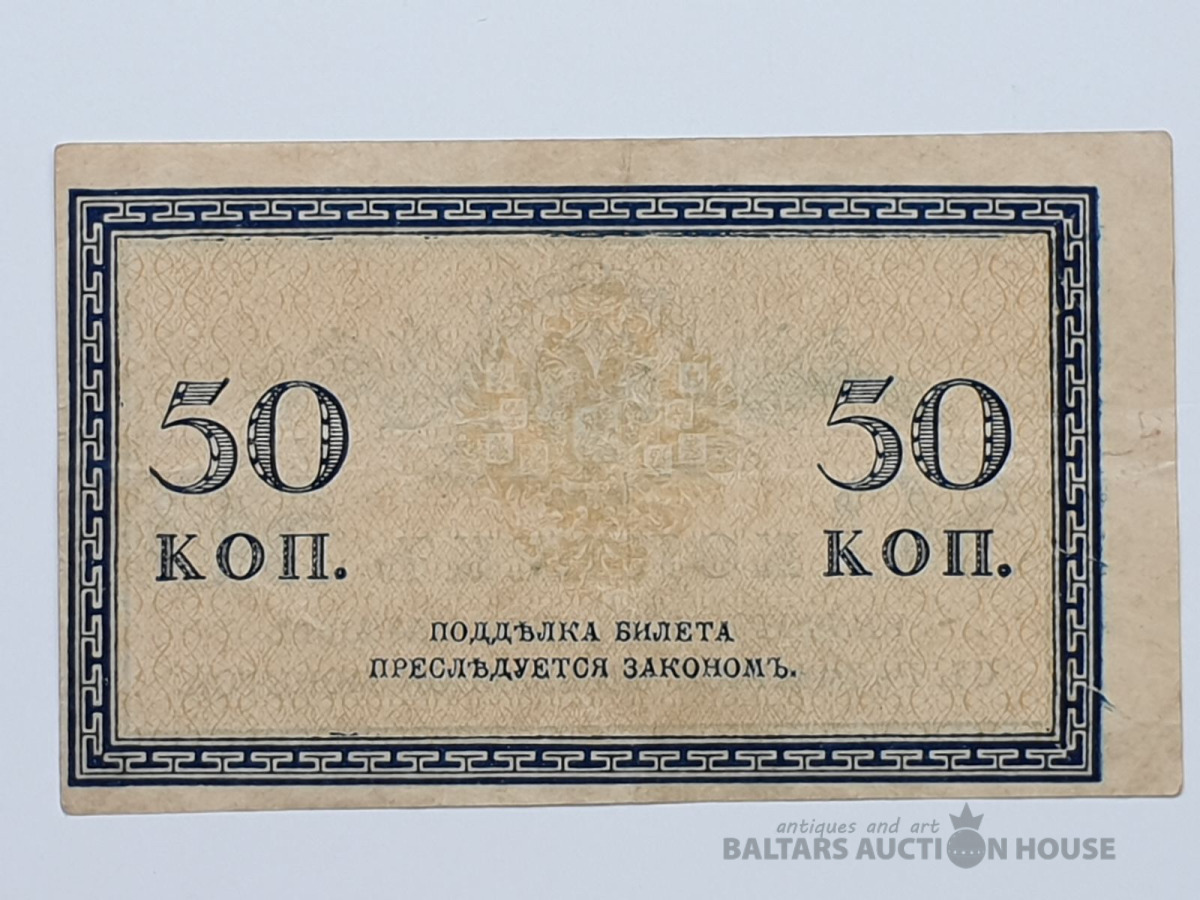 50
50
КОП.
КОП.
ПОДДѢЛКА БИЛЕТА
ПРЕСЛѢДУЕТСЯ ЗАКОНОМЪ.
antiques and art
BALTARS AUCTION HOUSE